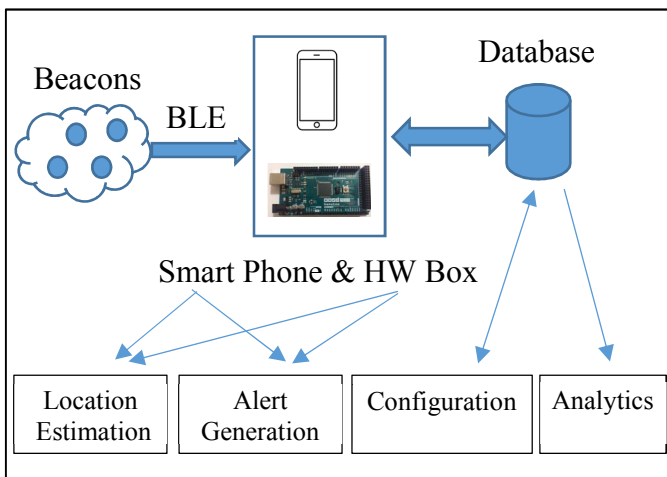 Database
Beacons
BLE
Smart Phone & HW Box
Location
Estimation
Alert
Generation
Configuration
Analytics